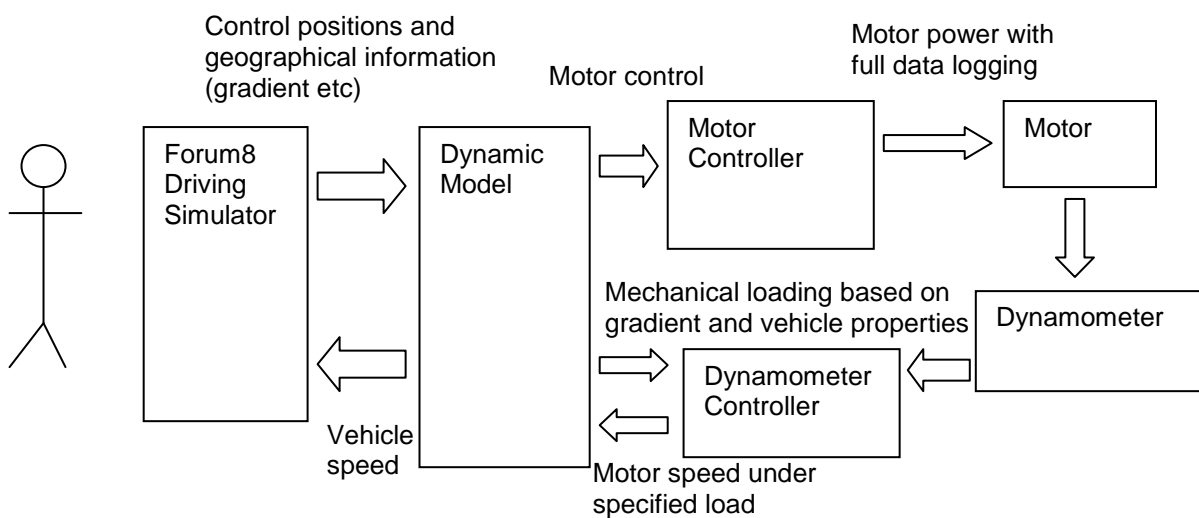 Control positions and
geographical information
(gradient etc)
Motor control
Motor power with
full data logging
Forum8
Driving
Simulator
Dynamic
Model
Motor
Controller
Motor
Mechanical loading based on
gradient and vehicle properties
Dynamometer
Dynamometer
Controller
Vehicle
speed
Motor speed under
specified load